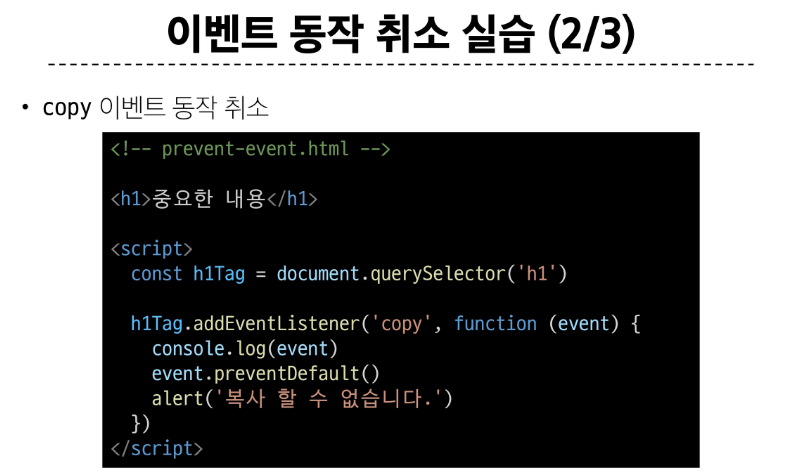 이벤트 동작 취소 실습 (2/3)
• copy 이벤트 동작 취소
<!-- prevent-event.html -->
<h1>중요한 내용</h1>
<script>
  const h1Tag = document.querySelector('h1')
  h1Tag.addEventListener('copy', function (event) {
    console.log(event)
    event.preventDefault()
    alert('복사 할 수 없습니다.')
  })
</script>